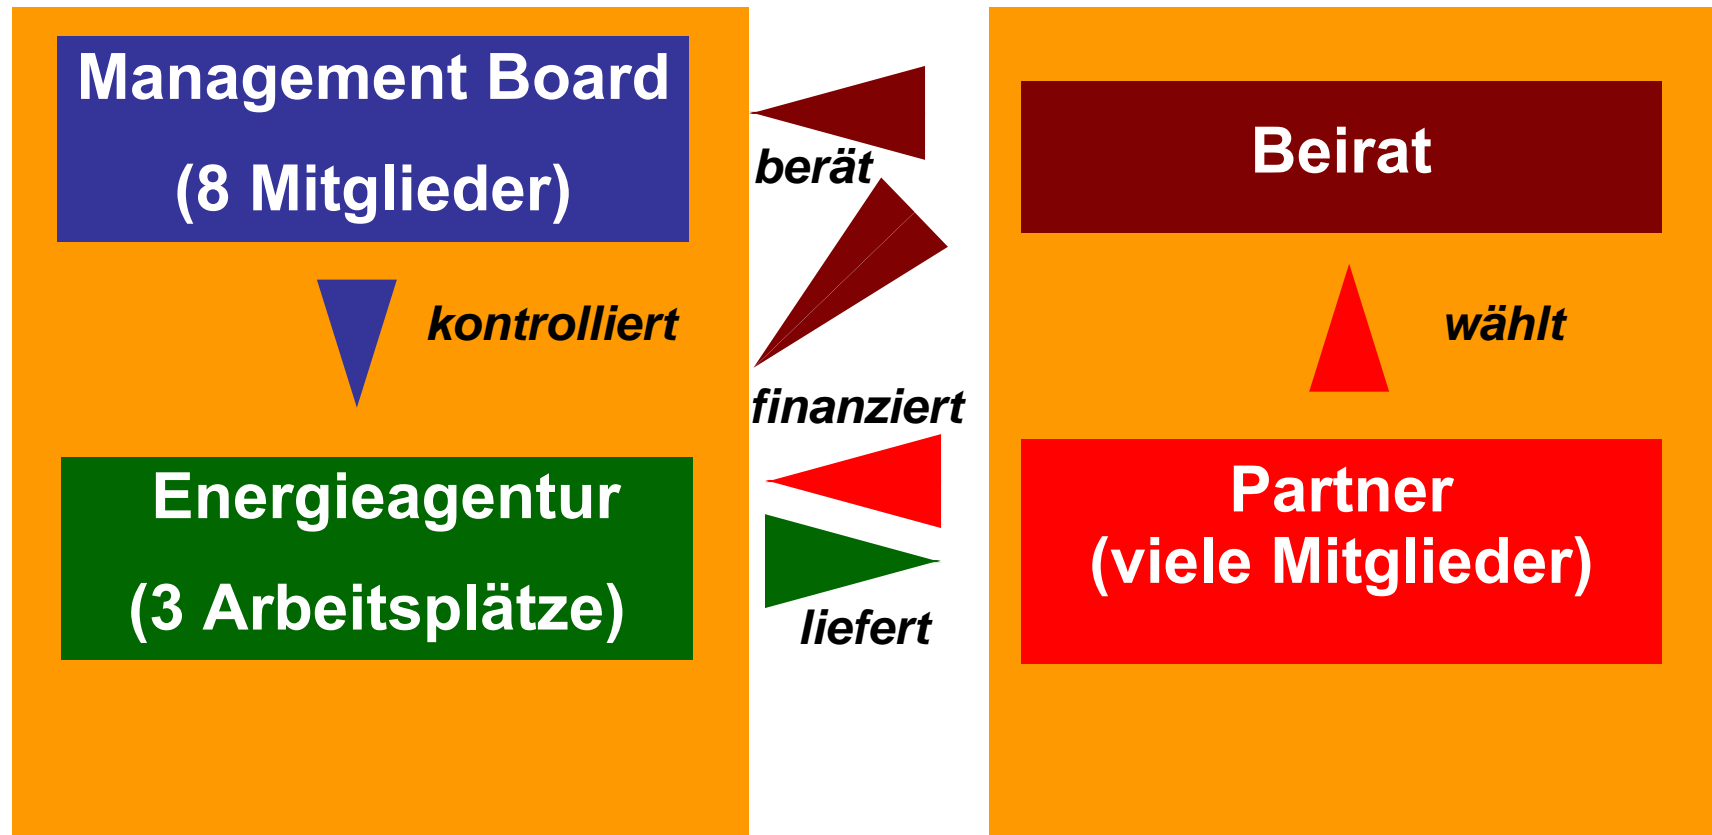 Management Board
(8 Mitglieder)
kontrolliert
Energieagentur
(3 Arbeitsplätze)
berät
finanziert
liefert
Beirat
wählt
Partner
(viele Mitglieder)